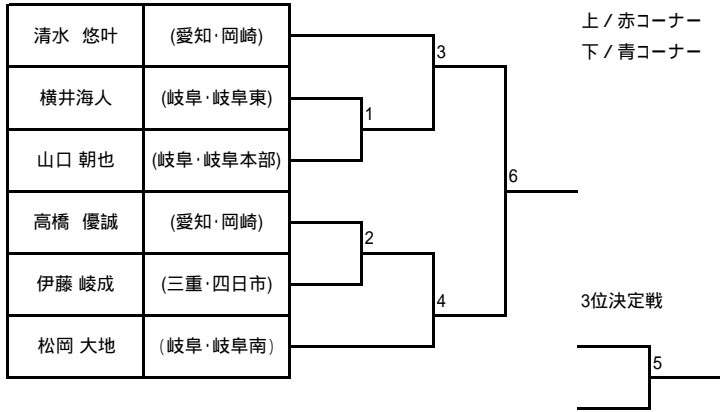 清水 悠叶 (愛知·岡崎)
横井海人 (岐阜·岐阜東)
山口 朝也 (岐阜·岐阜本部)
高橋 優誠 (愛知·岡崎)
伊藤 崚成 (三重·四日市)
松岡 大地 (岐阜·岐阜南)
1
2
3
4
6
上 / 赤コーナー
下 / 青コーナー
3位決定戦
5